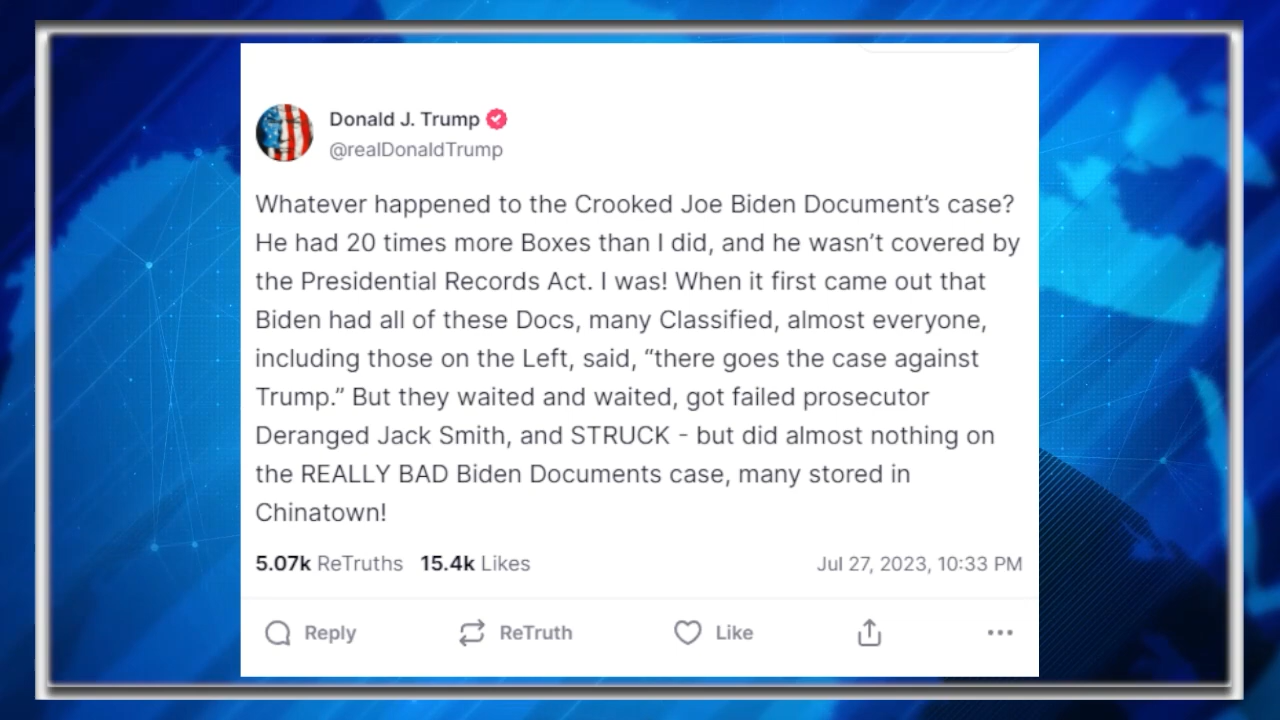 Donald J. Trump
@realDonaldTrump
Whatever happened to the Crooked Joe Biden Document’s case?
He had 20 times more Boxes than I did, and he wasn’t covered by
the Presidential Records Act. I was! When it first came out that
Biden had all of these Docs, many Classified, almost everyone,
including those on the Left, said, “there goes the case against
Trump.” But they waited and waited, got failed prosecutor
Deranged Jack Smith, and STRUCK - but did almost nothing on
the REALLY BAD Biden Documents case, many stored in
Chinatown!
5.07k ReTruths 15.4k Likes Jul 27, 2023, 10:33 PM
Reply ReTruth Like